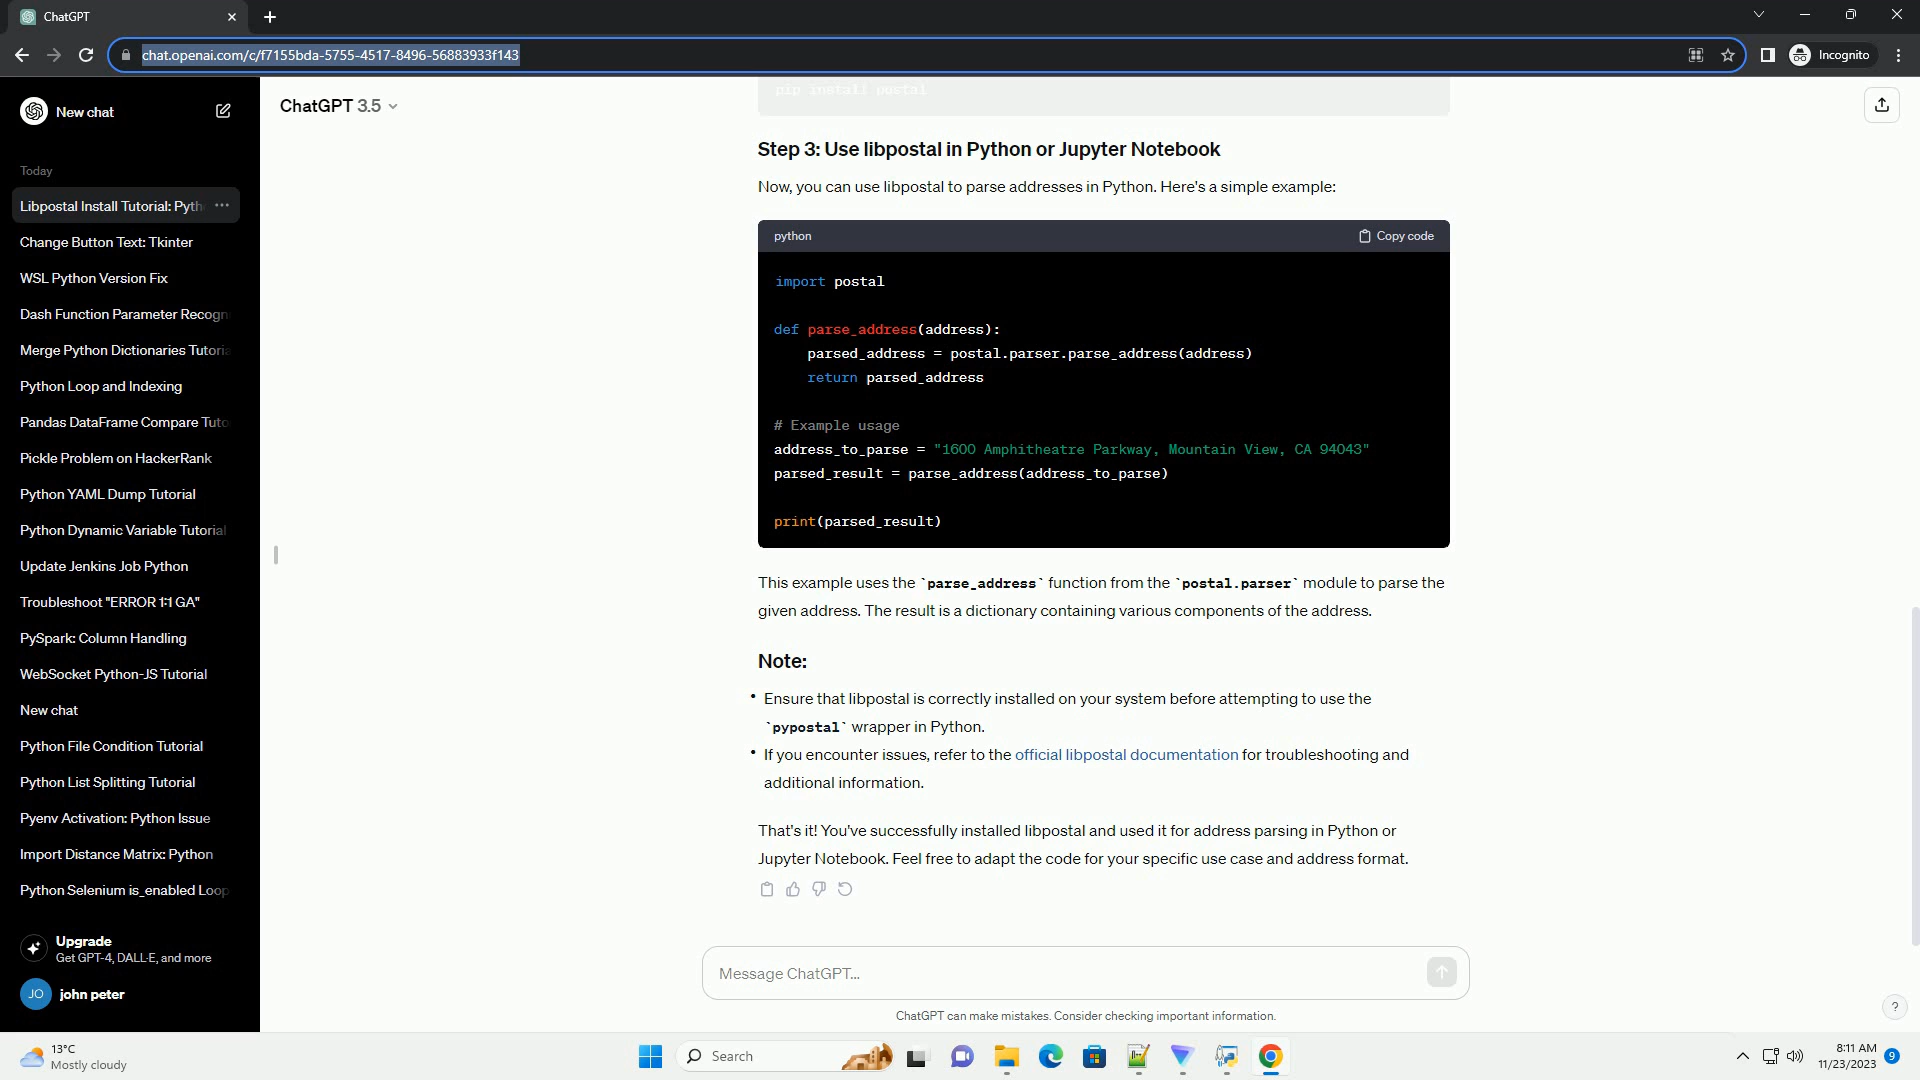 ChatGPT
chat.openai.com/c/f7155bda-5755-4517-8496-56883933f143
Incognito
New chat
ChatGPT 3.5
Today
Libpostal Install Tutorial: Pyth
Change Button Text: Tkinter
WSL Python Version Fix
Dash Function Parameter Recogn
Merge Python Dictionaries Tutoria
Python Loop and Indexing
Pandas DataFrame Compare Tuto
Pickle Problem on HackerRank
Python YAML Dump Tutorial
Python Dynamic Variable Tutorial
Update Jenkins Job Python
Troubleshoot "ERROR 1:1 GA"
PySpark: Column Handling
WebSocket Python-JS Tutorial
New chat
Python File Condition Tutorial
Python List Splitting Tutorial
Pyenv Activation: Python Issue
Import Distance Matrix: Python
Python Selenium is_enabled Loop
Upgrade
Get GPT-4, DALL·E, and more
JO john peter
pip install postal
Step 3: Use libpostal in Python or Jupyter Notebook
Now, you can use libpostal to parse addresses in Python. Here's a simple example:
python Copy code
import postal
def parse_address(address):
parsed_address = postal.parser.parse_address(address)
return parsed_address
# Example usage
address_to_parse = "1600 Amphitheatre Parkway, Mountain View, CA 94043"
parsed_result = parse_address(address_to_parse)
print(parsed_result)
This example uses the `parse_address` function from the `postal.parser` module to parse the
given address. The result is a dictionary containing various components of the address.
Note:
• Ensure that libpostal is correctly installed on your system before attempting to use the
`pypostal` wrapper in Python.
• If you encounter issues, refer to the official libpostal documentation for troubleshooting and
additional information.
That's it! You've successfully installed libpostal and used it for address parsing in Python or
Jupyter Notebook. Feel free to adapt the code for your specific use case and address format.
Message ChatGPT...
ChatGPT can make mistakes. Consider checking important information.
?
13°C
Mostly cloudy
Search
8:11 AM
11/23/2023
9